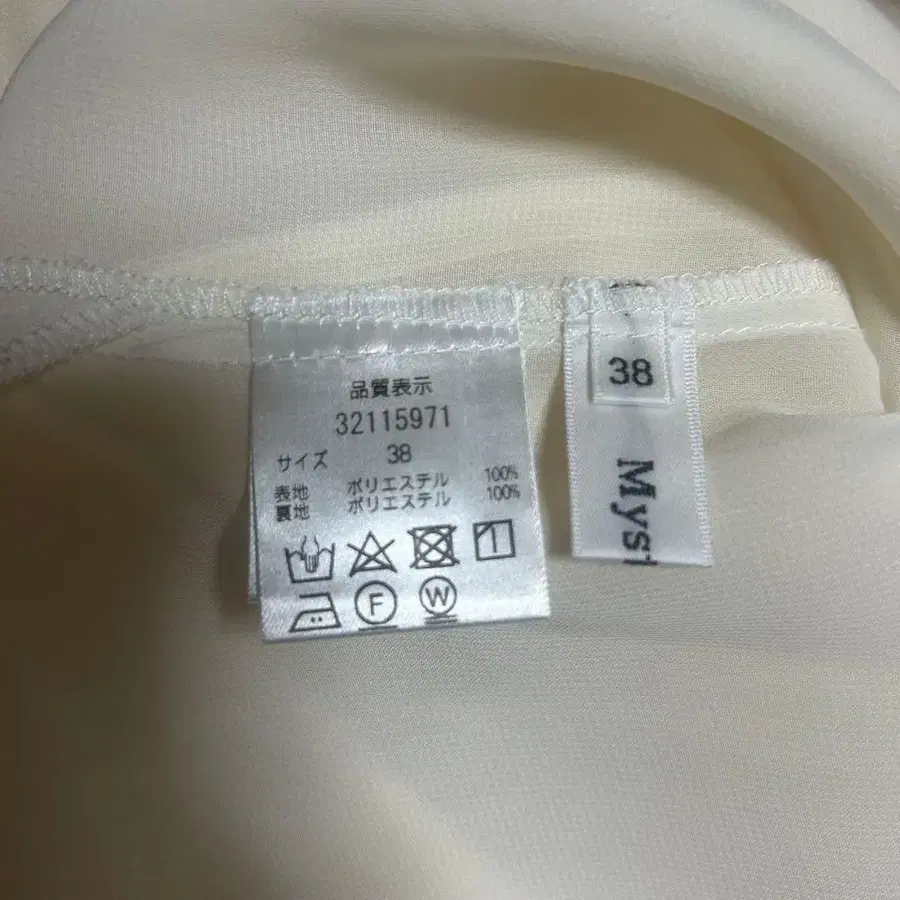 品質表示
32115971
サイズ 38
表地 ポリエステル 100%
裏地 ポリエステル 100%
F W
38
Myst